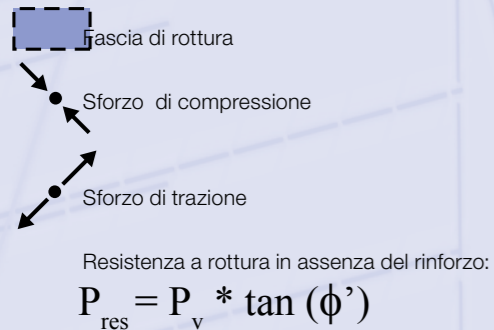 Fascia di rottura
Sforzo di compressione
Sforzo di trazione
Resistenza a rottura in assenza del rinforzo:
P_res = P_v * tan (ϕ’)